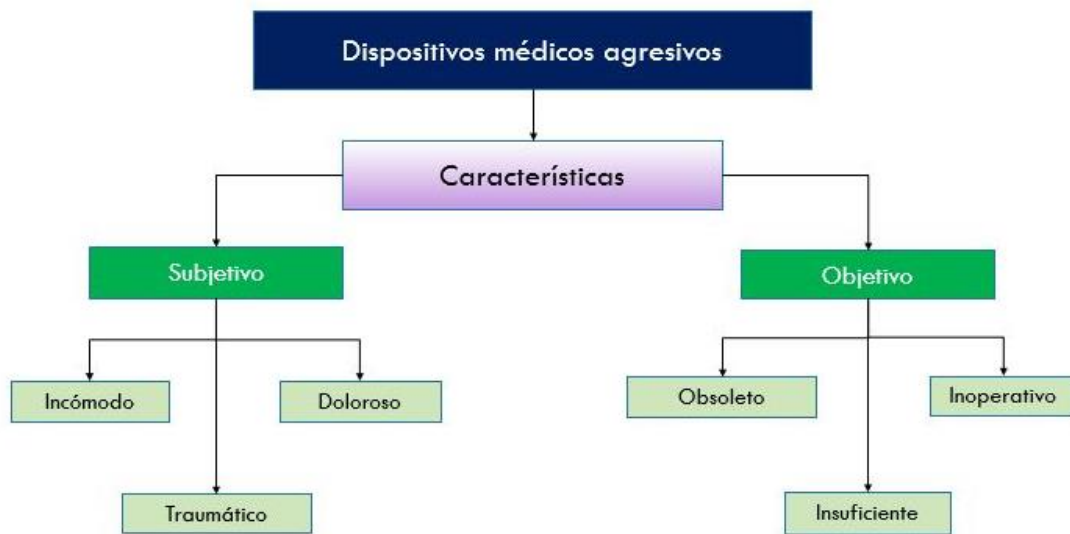 Dispositivos médicos agresivos
Características
Subjetivo
Objetivo
Incómodo
Doloroso
Obsoleto
Inoperativo
Traumático
Insuficiente